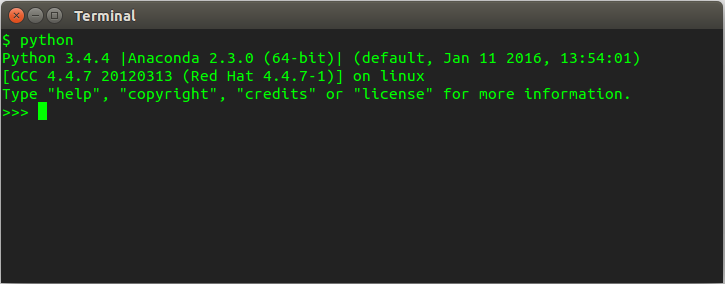 Terminal
$ python
Python 3.4.4 |Anaconda 2.3.0 (64-bit)| (default, Jan 11 2016, 13:54:01)
[GCC 4.4.7 20120313 (Red Hat 4.4.7-1)] on linux
Type "help", "copyright", "credits" or "license" for more information.
>>>